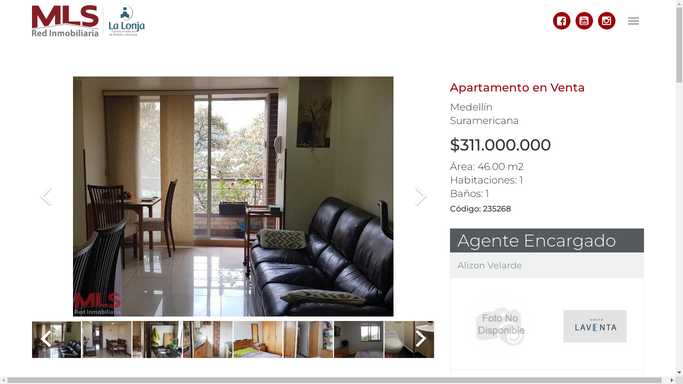 MLS
Red Inmobiliaria
La Lonja
Apartamento en Venta
Medellín
Suramericana
$311.000.000
Área: 46.00 m2
Habitaciones: 1
Baños: 1
Código: 235268
MLS
Red Inmobiliaria
Agente Encargado
Alizon Velarde
Foto No
Disponible
LAVENTA